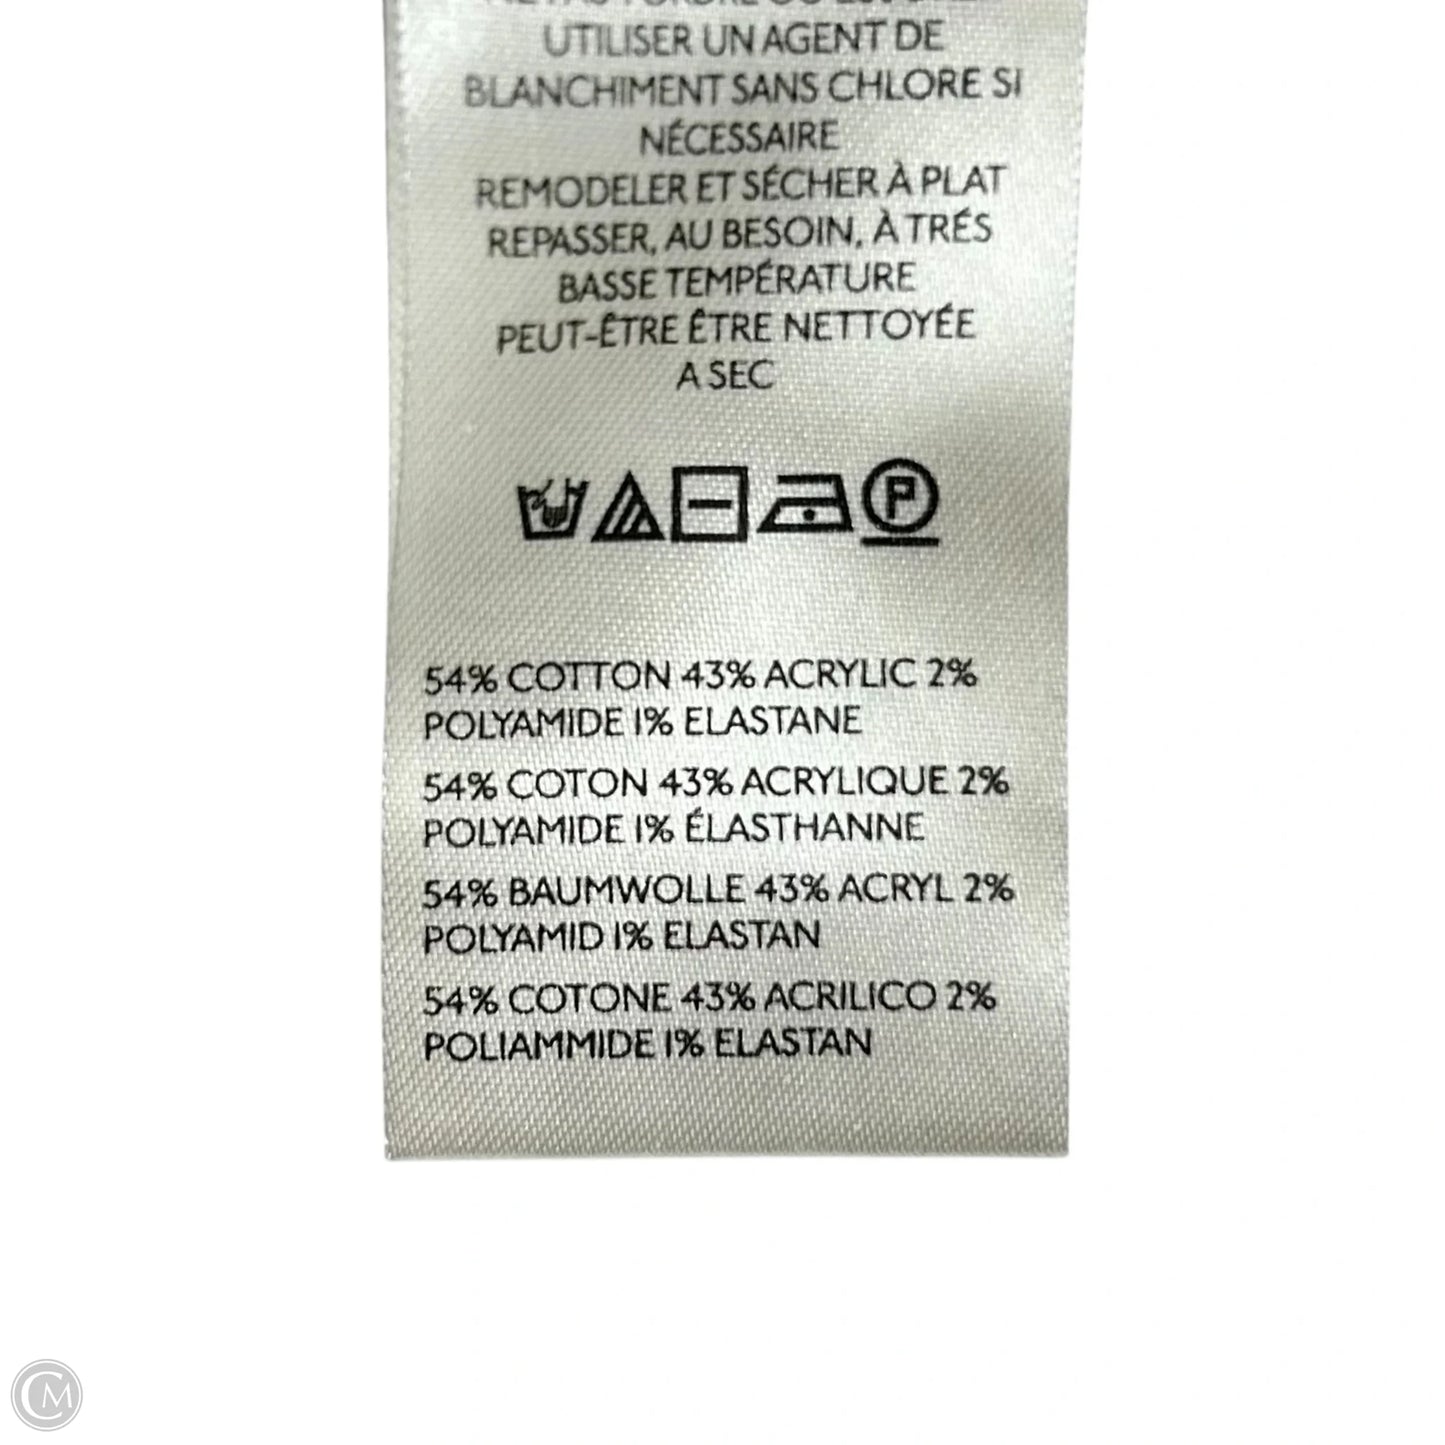 UTILISER UN AGENT DE
BLANCHIMENT SANS CHLORE SI
NÉCESSAIRE
REMODELER ET SÉCHER À PLAT
REPASSER, AU BESOIN, À TRÉS
BASSE TEMPÉRATURE
PEUT-ÊTRE ÊTRE NETTOYÉE
A SEC
P
54% COTTON 43% ACRYLIC 2%
POLYAMIDE 1% ELASTANE
54% COTON 43% ACRYLIQUE 2%
POLYAMIDE 1% ÉLASTHANNE
54% BAUMWOLLE 43% ACRYL 2%
POLYAMID 1% ELASTAN
54% COTONE 43% ACRILICO 2%
POLIAMMIDE 1% ELASTAN
CM